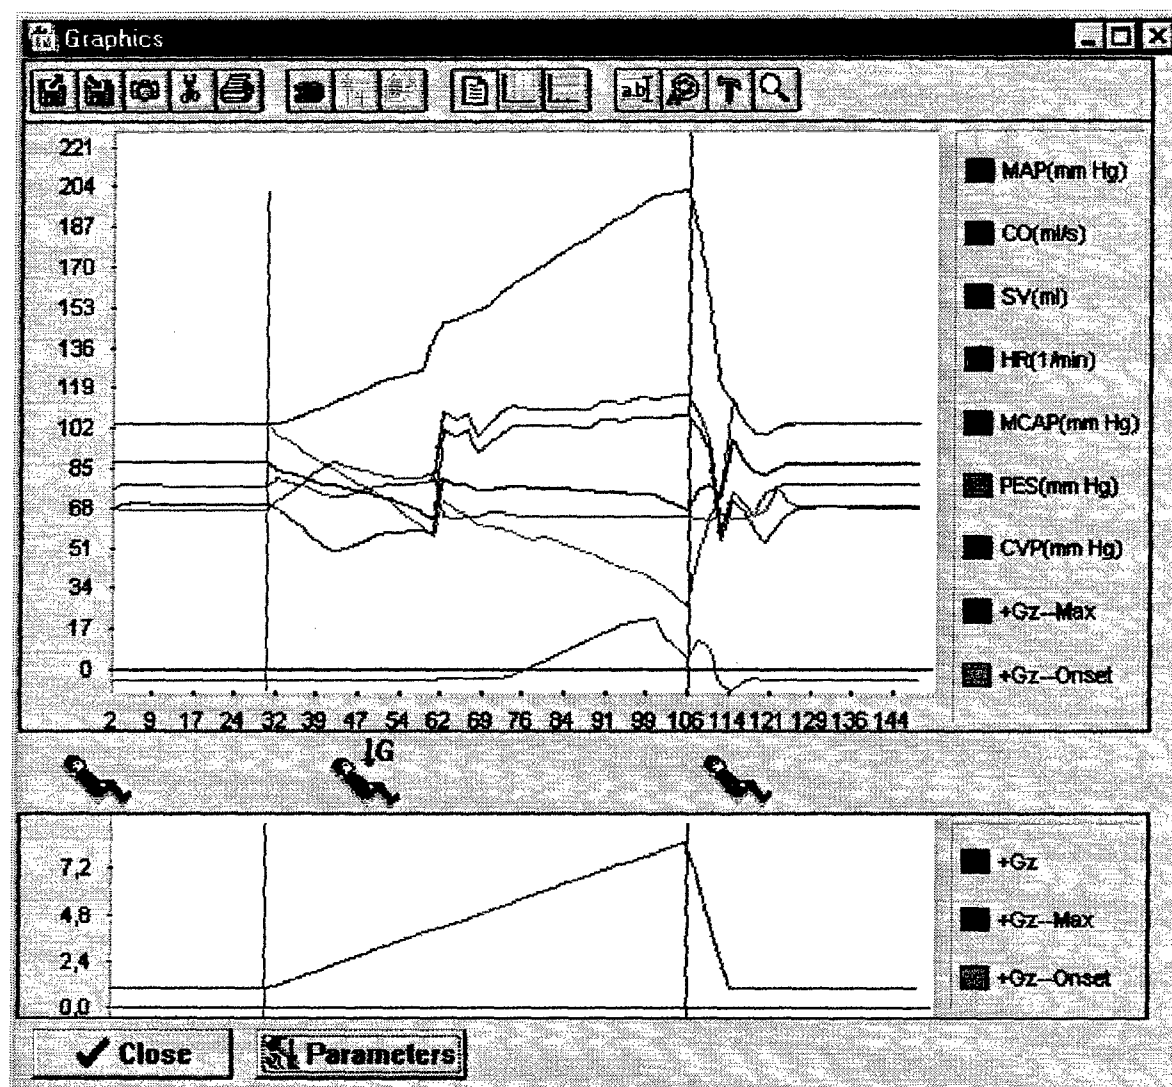 Graphics
ab
221
204
187
170
153
136
119
102
85
68
51
34
17
0
2 9 17 24 32 39 47 54 62 69 76 84 91 99 106 114 121 129 136 144
MAP(mm Hg)
CO(ml/s)
SV(ml)
HR(1/min)
MCAP(mm Hg)
PES(mm Hg)
CVP(mm Hg)
+Gz--Max
+Gz--Onset
↓G
7,2
4,8
2,4
0,0
+Gz
+Gz--Max
+Gz--Onset
Close Parameters